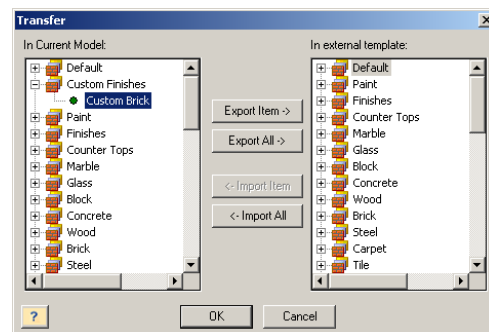 Transfer
In Current Model:
Default
Custom Finishes
Custom Brick
Paint
Finishes
Counter Tops
Marble
Glass
Block
Concrete
Wood
Brick
Steel
Export Item ->
Export All ->
<- Import Item
<- Import All
In external template:
Default
Paint
Finishes
Counter Tops
Marble
Glass
Block
Concrete
Wood
Brick
Steel
Carpet
Tile
?
OK
Cancel